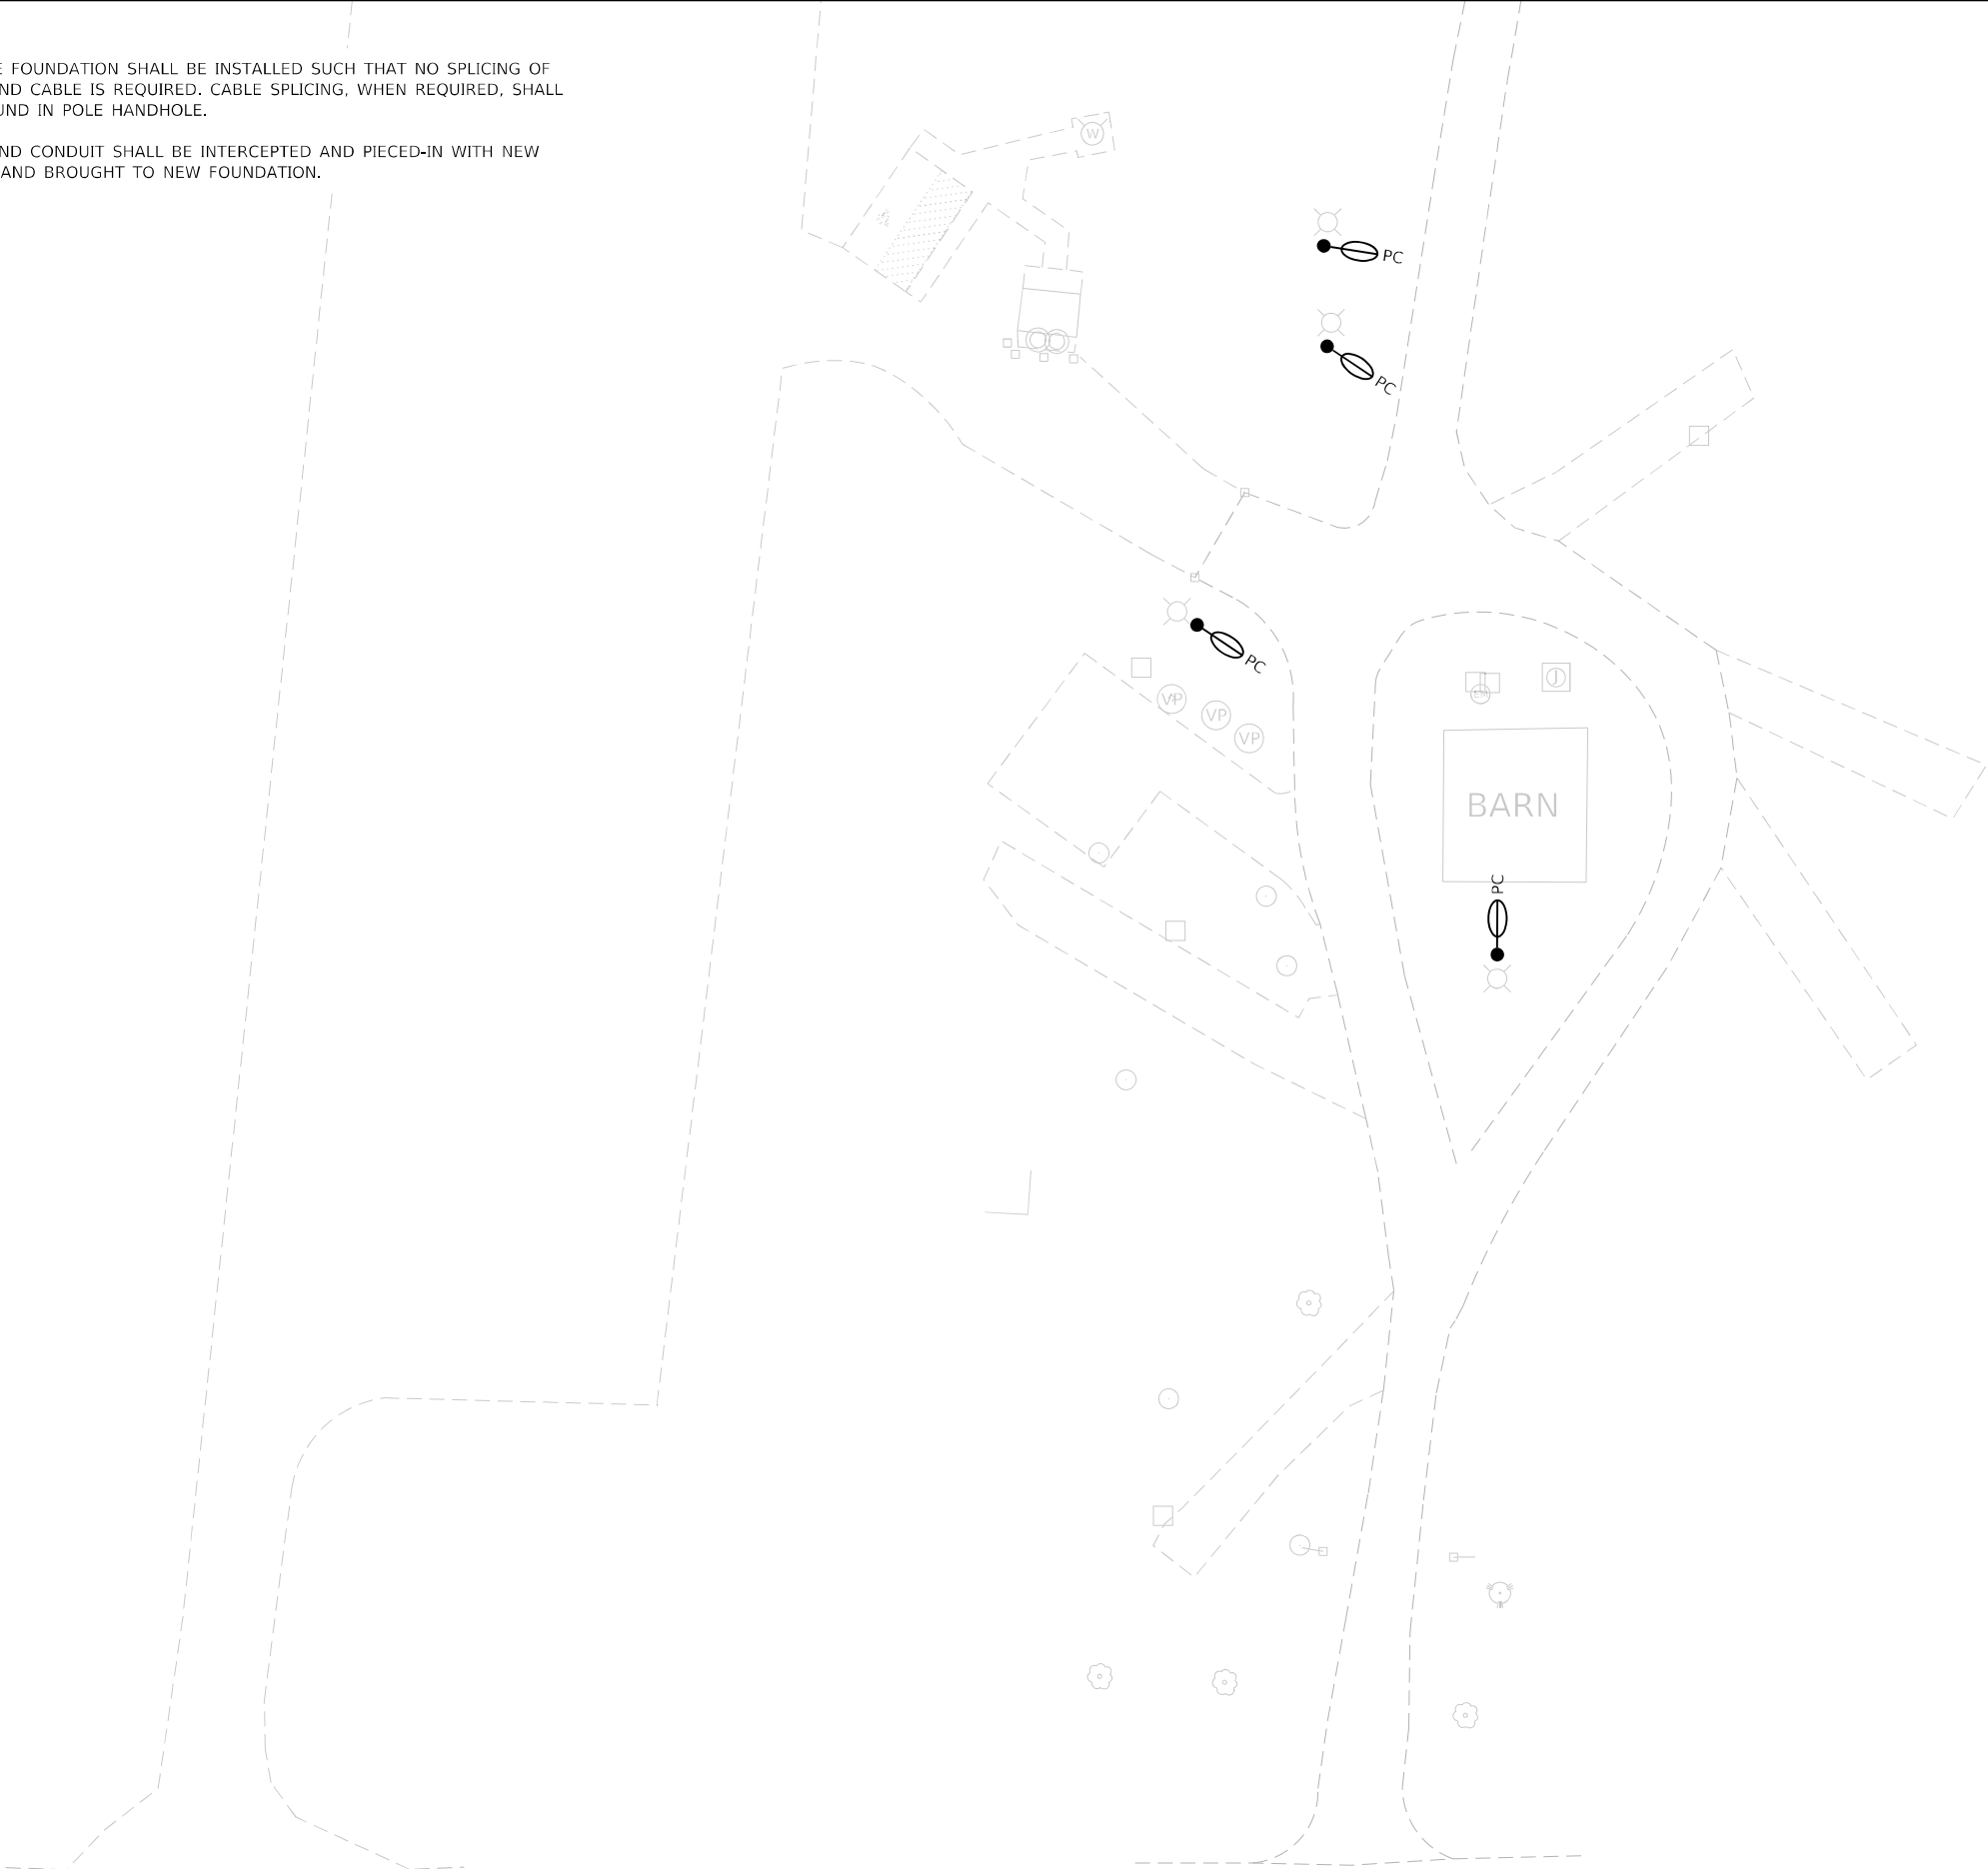 E FOUNDATION SHALL BE INSTALLED SUCH THAT NO SPLICING OF
ND CABLE IS REQUIRED. CABLE SPLICING, WHEN REQUIRED, SHALL
UND IN POLE HANDHOLE.
ND CONDUIT SHALL BE INTERCEPTED AND PIECED-IN WITH NEW
AND BROUGHT TO NEW FOUNDATION.
W
PC
PC
PC
VP
VP
VP
J
BARN
PC